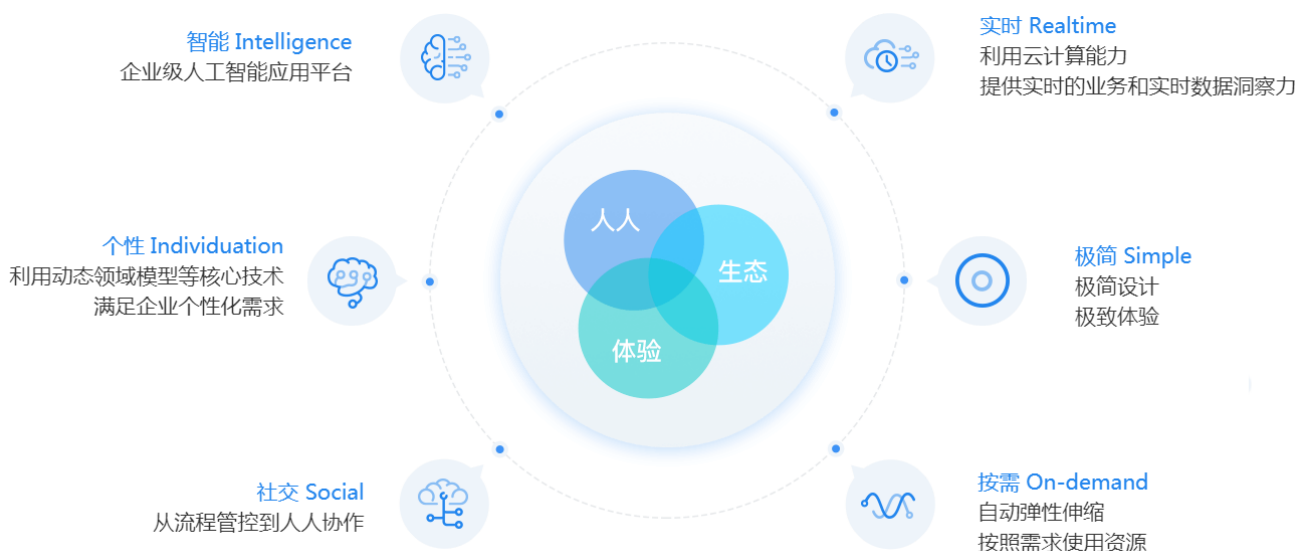 智能 Intelligence
企业级人工智能应用平台
实时 Realtime
利用云计算能力
提供实时的业务和实时数据洞察力
人人
生态
体验
个性 Individuation
利用动态领域模型等核心技术
满足企业个性化需求
极简 Simple
极简设计
极致体验
社交 Social
从流程管控到人人协作
按需 On-demand
自动弹性伸缩
按照需求使用资源